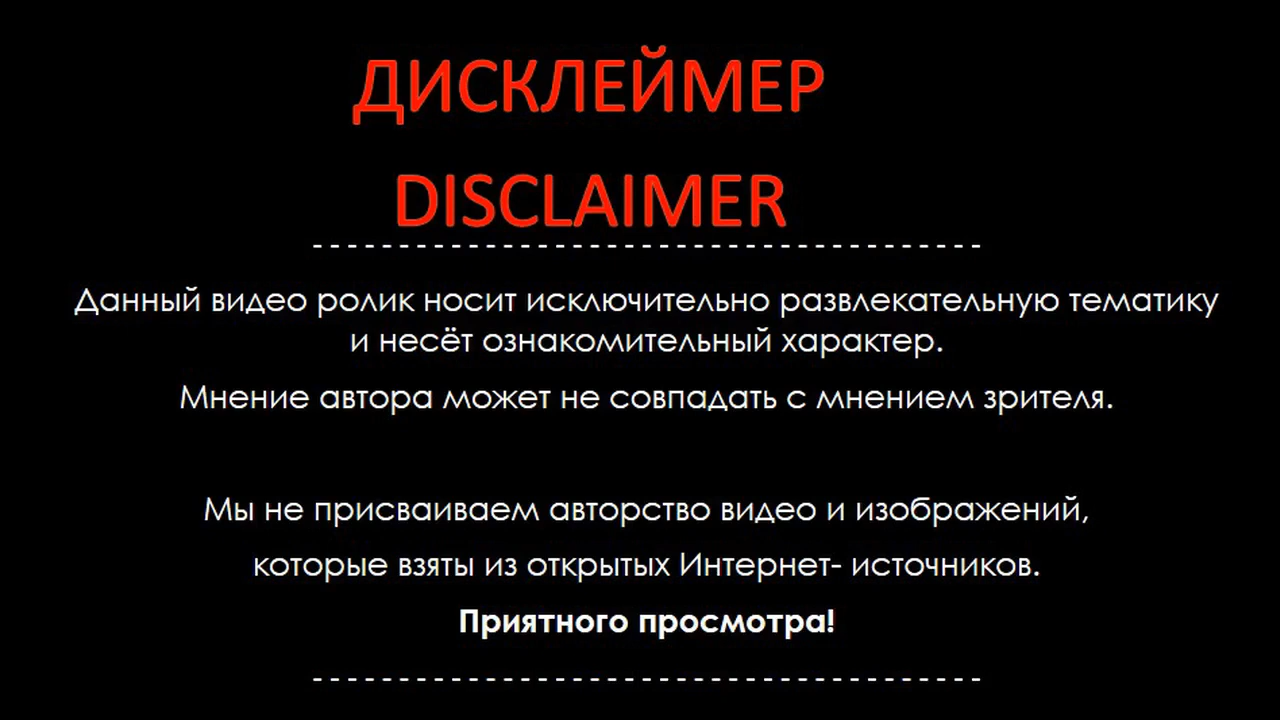 ДИСКЛЕЙМЕР
DISCLAIMER
- - - - - - - - - - - - - - - - - - - - - - - - - - - - - - - - - - - - - - -
Данный видео ролик носит исключительно развлекательную тематику
и несёт ознакомительный характер.
Мнение автора может не совпадать с мнением зрителя.
Мы не присваиваем авторство видео и изображений,
которые взяты из открытых Интернет- источников.
Приятного просмотра!
- - - - - - - - - - - - - - - - - - - - - - - - - - - - - - - - - - - - - - -